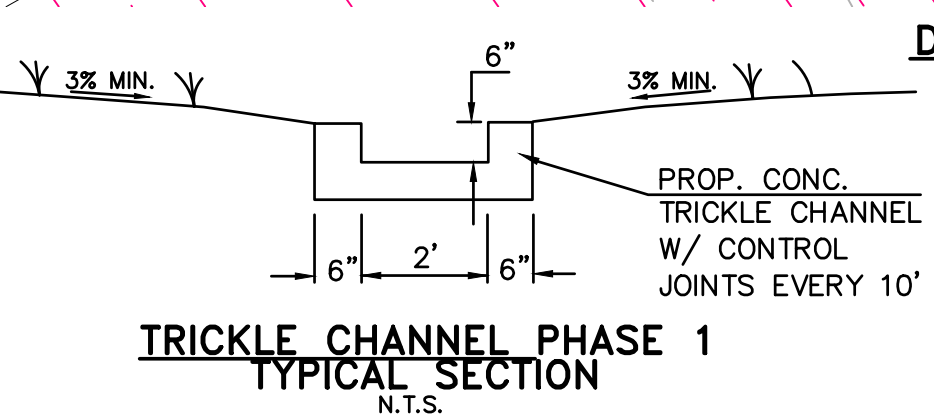 D
6"
3% MIN.
3% MIN.
PROP. CONC.
TRICKLE CHANNEL
W/ CONTROL
JOINTS EVERY 10'
6"
2'
6"
TRICKLE CHANNEL PHASE 1
TYPICAL SECTION
N.T.S.